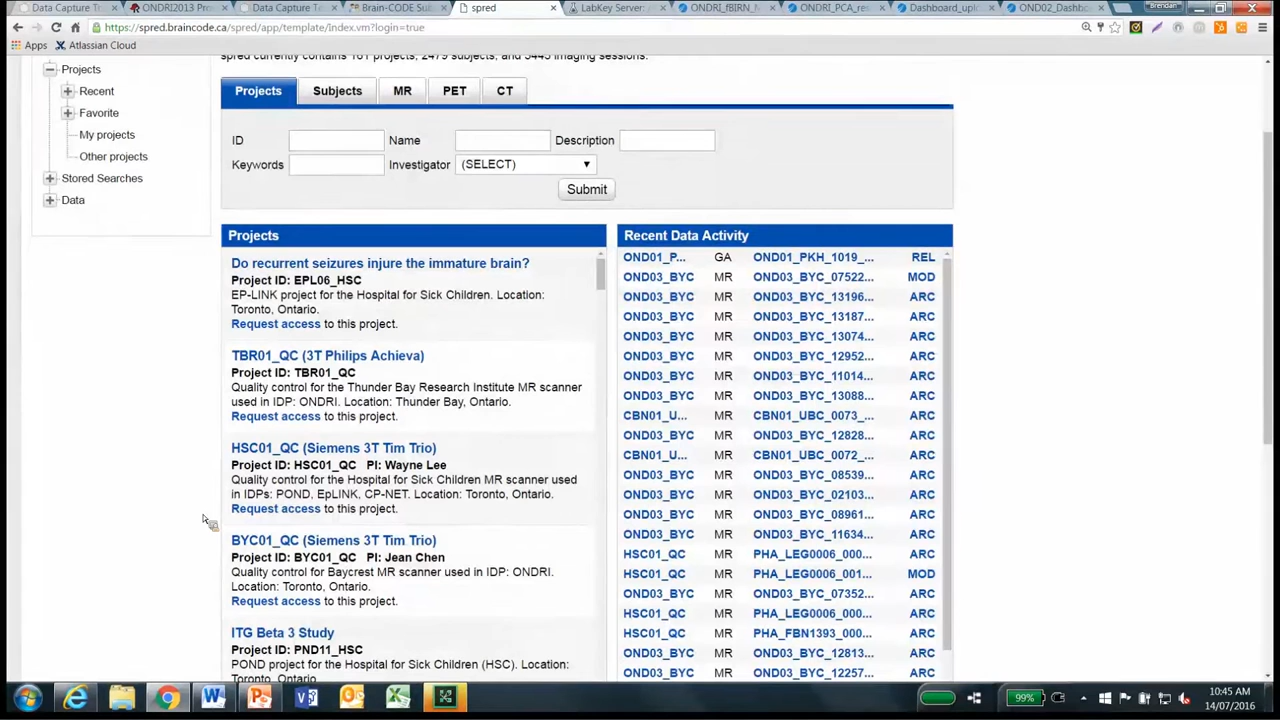 Data Capture T
ONDRI2013 Pro
Data Capture Te
Brain-CODE Sub
spred
LabKey Server:
ONDRI_fBIRN_
ONDRI_PCA_res
Dashboard_uplo
OND02_Dashbo
Brendan
https://spred.braincode.ca/spred/app/template/Index.vm?login=true
Apps Atlassian Cloud
spred currently contains 161 projects, 2479 subjects, and 3443 imaging sessions.
Projects
Recent
Favorite
My projects
Other projects
Stored Searches
Data
Projects Subjects MR PET CT
ID Name Description
Keywords Investigator (SELECT)
Submit
Projects
Do recurrent seizures injure the immature brain?
Project ID: EPL06_HSC
EP-LINK project for the Hospital for Sick Children. Location:
Toronto, Ontario.
Request access to this project.
TBR01_QC (3T Philips Achieva)
Project ID: TBR01_QC
Quality control for the Thunder Bay Research Institute MR scanner
used in IDP: ONDRI. Location: Thunder Bay, Ontario.
Request access to this project.
HSC01_QC (Siemens 3T Tim Trio)
Project ID: HSC01_QC PI: Wayne Lee
Quality control for the Hospital for Sick Children MR scanner used
in IDPs: POND, EpLINK, CP-NET. Location: Toronto, Ontario.
Request access to this project.
BYC01_QC (Siemens 3T Tim Trio)
Project ID: BYC01_QC PI: Jean Chen
Quality control for Baycrest MR scanner used in IDP: ONDRI.
Location: Toronto, Ontario.
Request access to this project.
ITG Beta 3 Study
Project ID: PND11_HSC
POND project for the Hospital for Sick Children (HSC). Location:
Toronto, Ontario.
Recent Data Activity
OND01_P... GA OND01_PKH_1019_... REL
OND03_BYC MR OND03_BYC_07522... MOD
OND03_BYC MR OND03_BYC_13196... ARC
OND03_BYC MR OND03_BYC_13187... ARC
OND03_BYC MR OND03_BYC_13074... ARC
OND03_BYC MR OND03_BYC_12952... ARC
OND03_BYC MR OND03_BYC_11014... ARC
OND03_BYC MR OND03_BYC_13088... ARC
CBN01_U... MR CBN01_UBC_0073_... ARC
OND03_BYC MR OND03_BYC_12828... ARC
CBN01_U... MR CBN01_UBC_0072_... ARC
OND03_BYC MR OND03_BYC_08539... ARC
OND03_BYC MR OND03_BYC_02103... ARC
OND03_BYC MR OND03_BYC_08961... ARC
OND03_BYC MR OND03_BYC_11634... ARC
HSC01_QC MR PHA_LEG0006_000... ARC
HSC01_QC MR PHA_LEG0006_001... MOD
OND03_BYC MR OND03_BYC_07352... ARC
HSC01_QC MR PHA_LEG0006_000... ARC
HSC01_QC MR PHA_FBN1393_000... ARC
OND03_BYC MR OND03_BYC_12813... ARC
OND03_BYC MR OND03_BYC_12257... ARC
99%
10:45 AM
14/07/2016